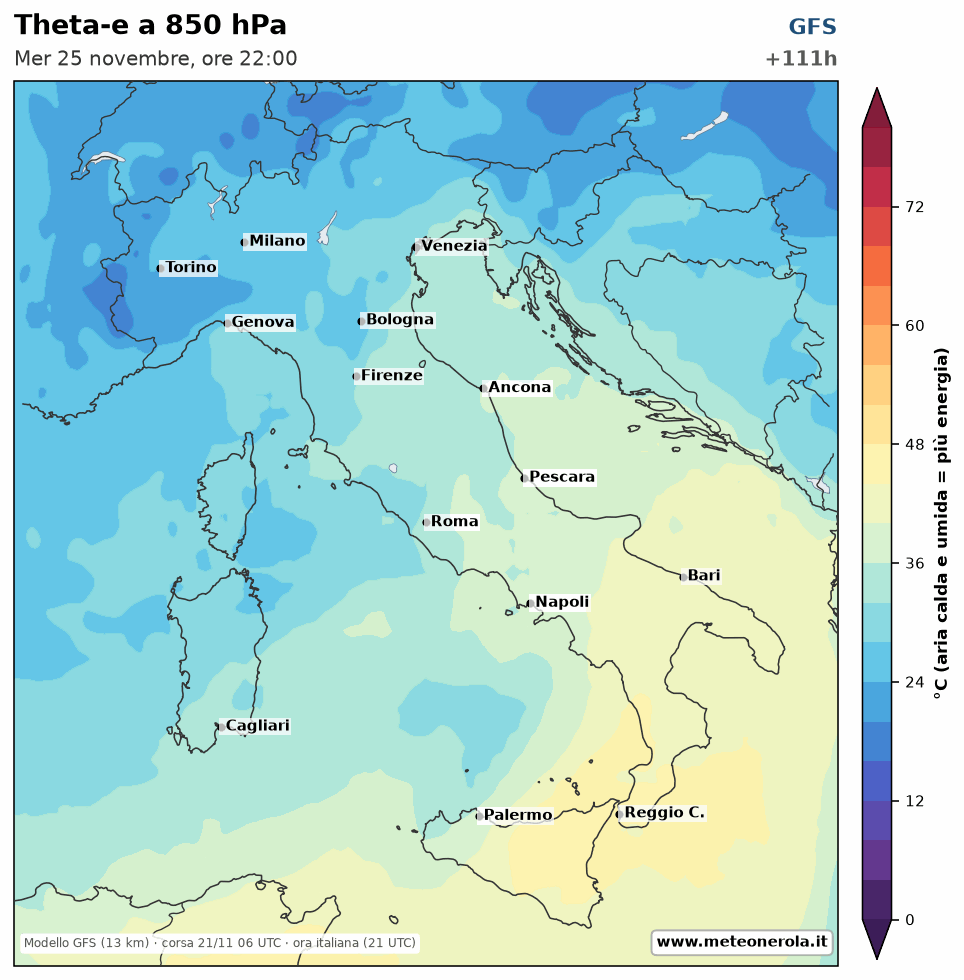 Theta-e a 850 hPa
GFS
Mer 25 novembre, ore 22:00
+111h
Milano
Venezia
Torino
Genova
Bologna
Firenze
Ancona
Pescara
Roma
Bari
Napoli
Cagliari
Palermo
Reggio C.
72
60
48
36
24
12
0
°C (aria calda e umida = più energia)
Modello GFS (13 km) · corsa 21/11 06 UTC · ora italiana (21 UTC)
www.meteonerola.it